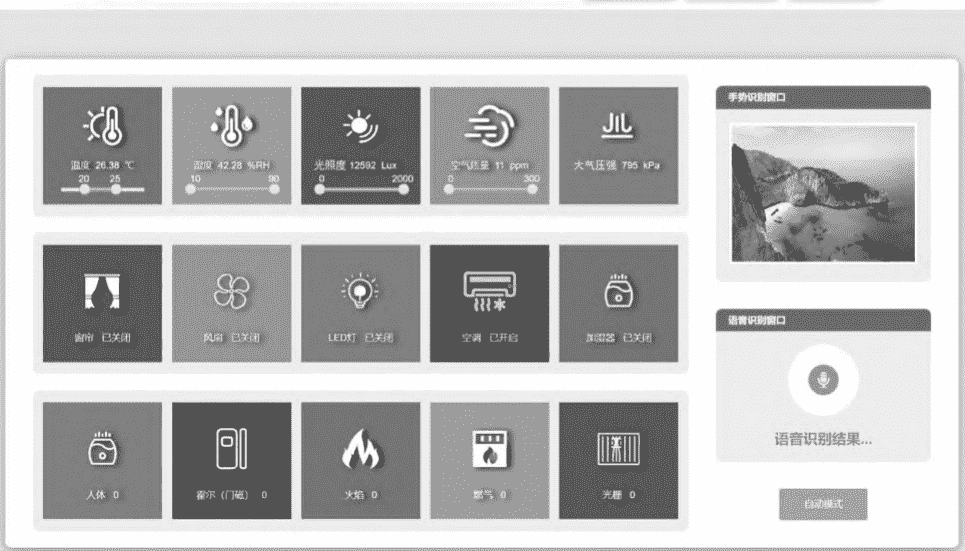 温度 26.38 ℃
20 25
湿度 42.28 %RH
10 90
光照度 12592 Lux
0 2000
空气质量 11 ppm
0 300
大气压强 795 kPa
手势识别窗口
窗帘 已关闭
风扇 已关闭
LED灯 已关闭
空调 已开启
加湿器 已关闭
语音识别窗口
语音识别结果...
人体 0
霍尔（门磁） 0
火焰 0
燃气 0
光栅 0
自动模式